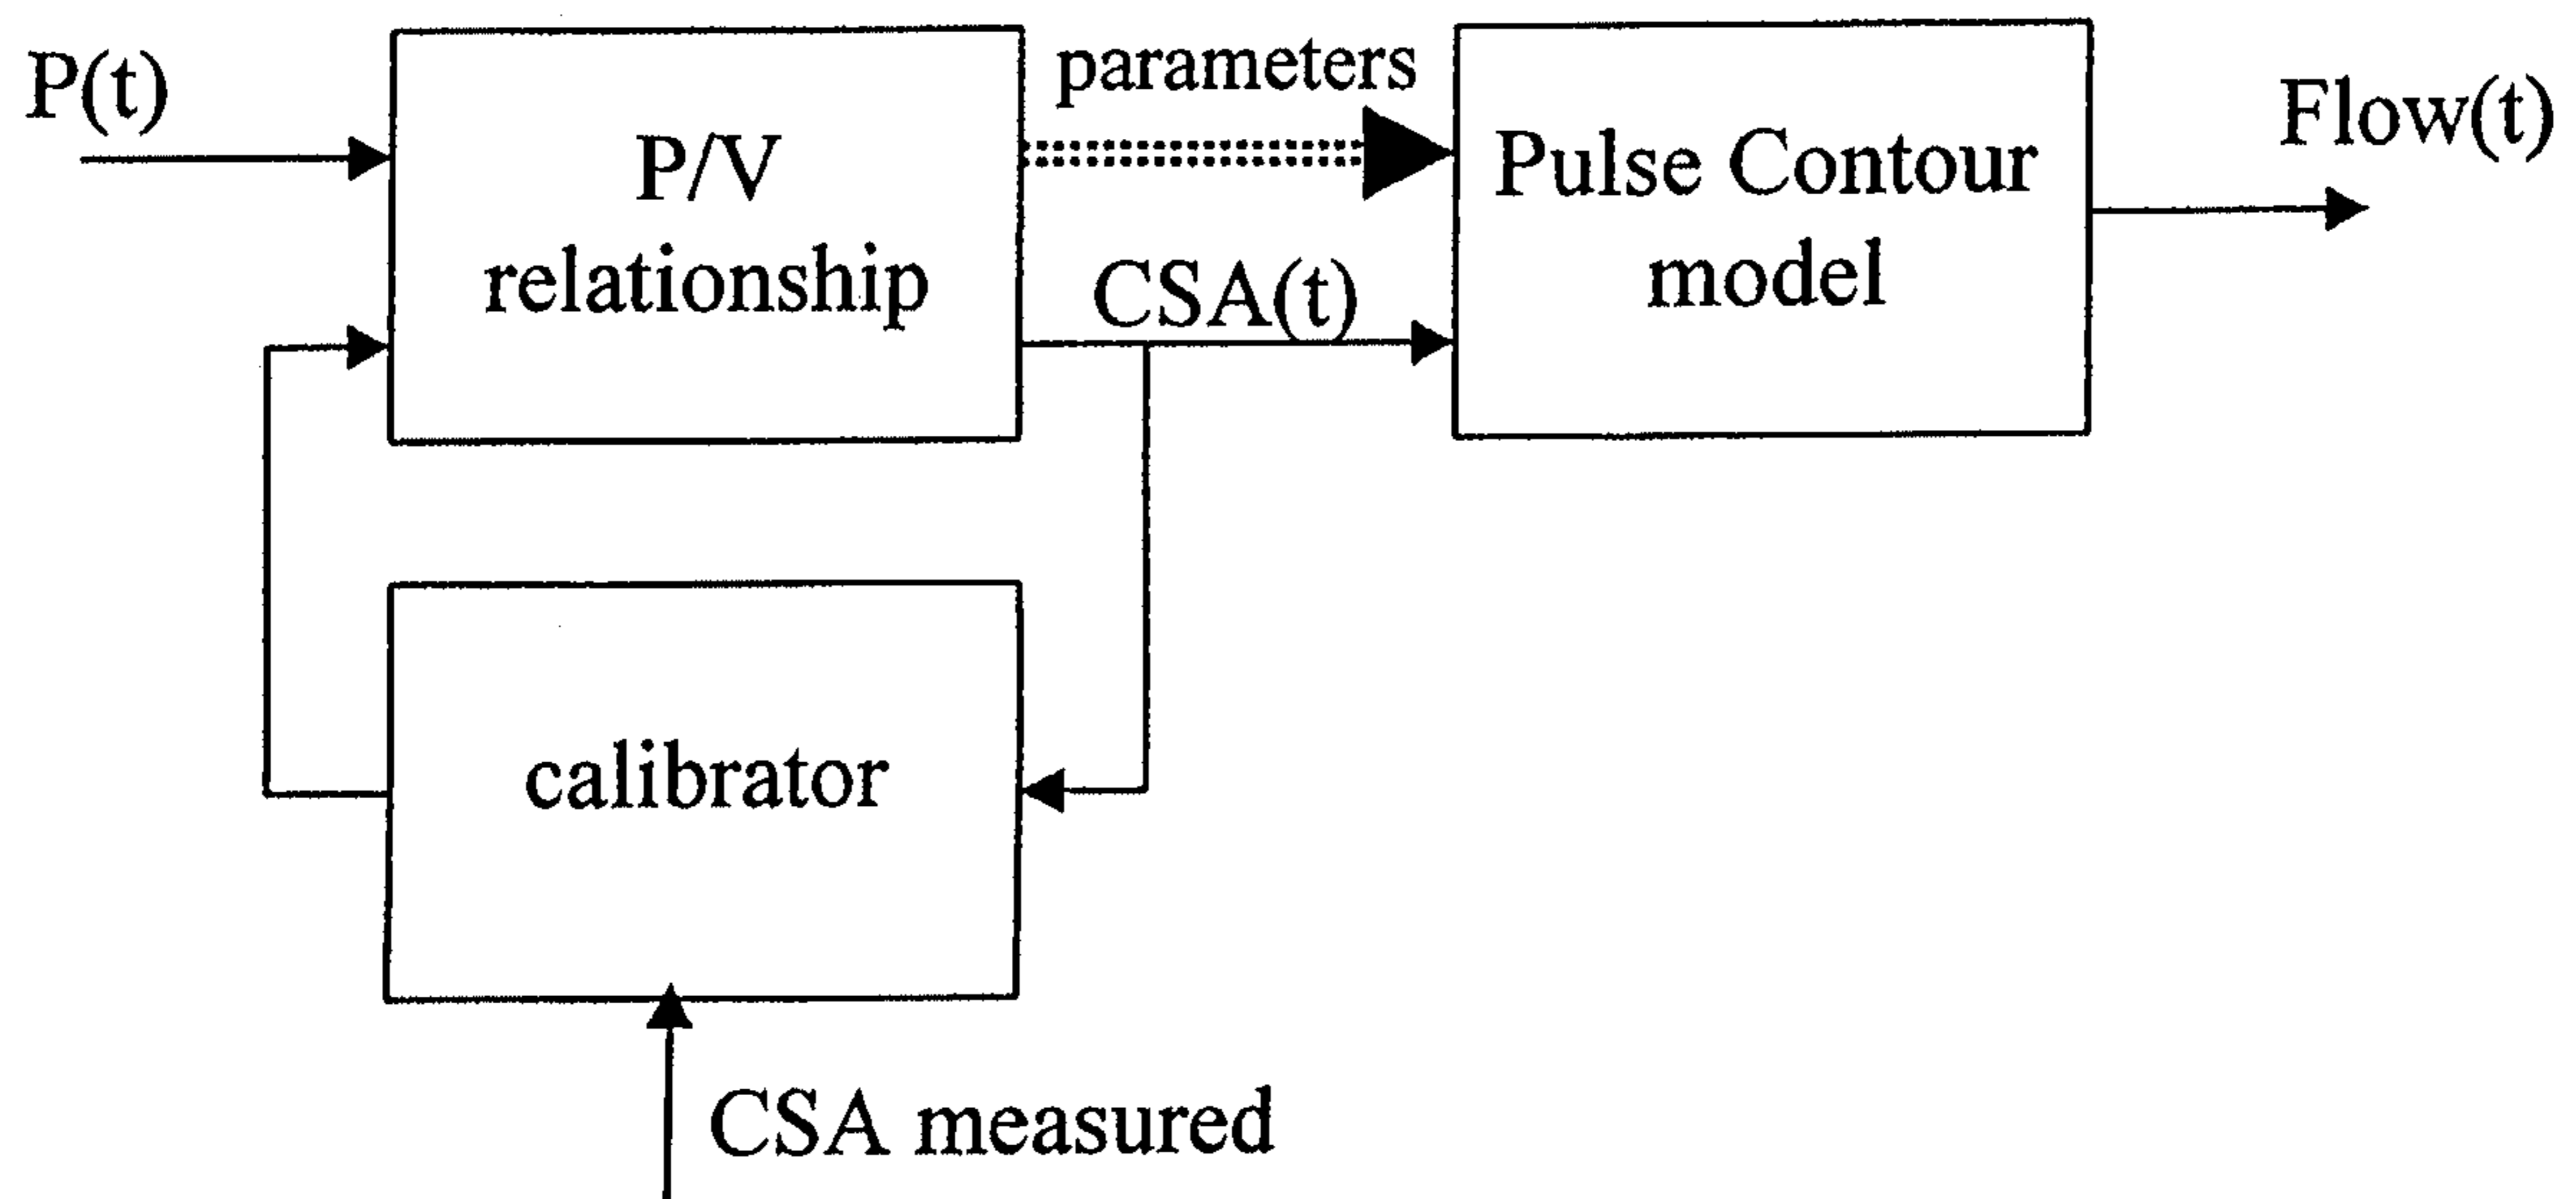 P(t)
P/V
relationship
parameters
CSA(t)
Pulse Contour
model
Flow(t)
calibrator
CSA measured